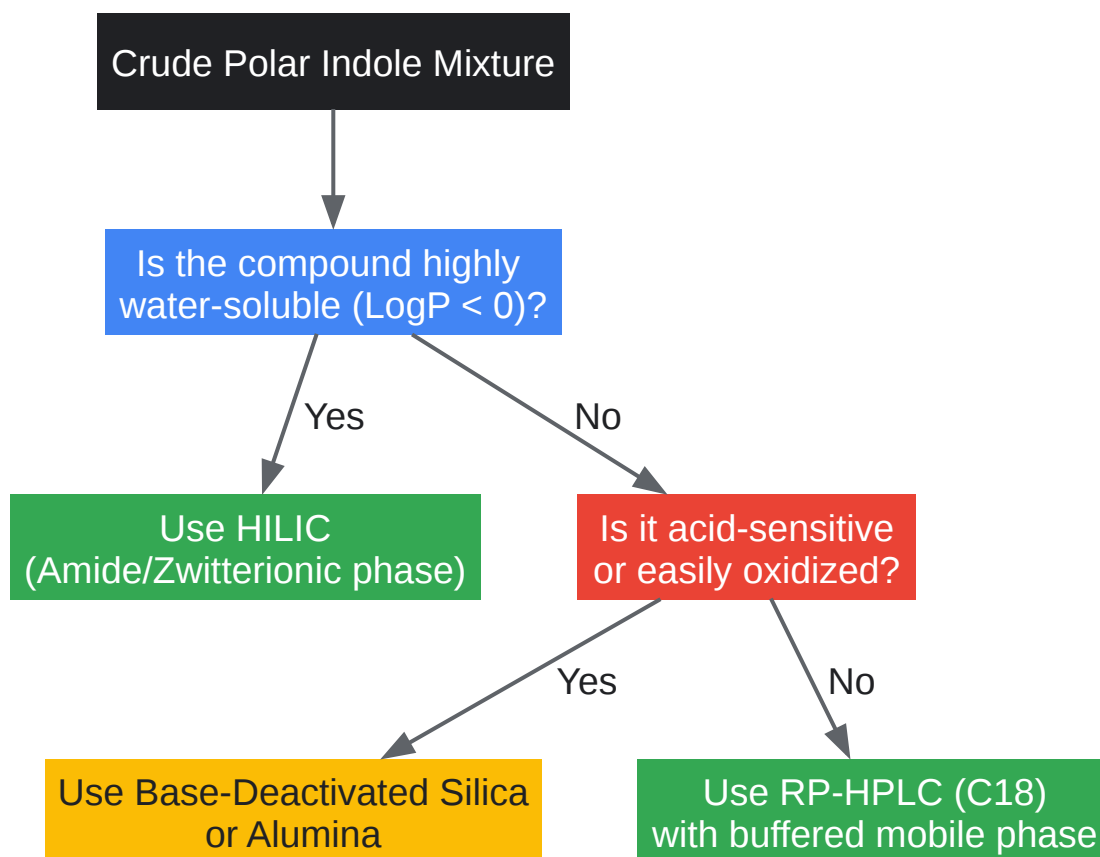 Crude Polar Indole Mixture
Is the compound highly
water-soluble (LogP < 0)?
Yes
No
Use HILIC
(Amide/Zwitterionic phase)
Is it acid-sensitive
or easily oxidized?
Yes
No
Use Base-Deactivated Silica
or Alumina
Use RP-HPLC (C18)
with buffered mobile phase